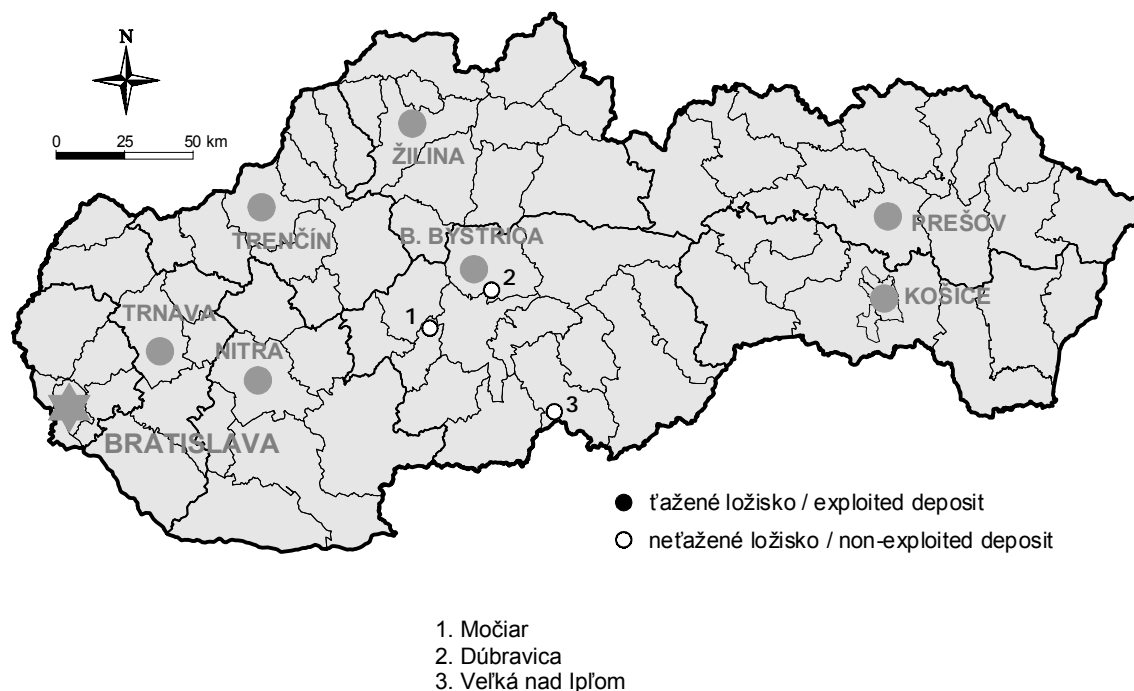 N
0 25 50 km
ŽILINA
TRENČÍN
B. BYSTRICA
PREŠOV
2
KOŠICE
TRNAVA
1
NITRA
3
BRATISLAVA
ťažené ložisko / exploited deposit
neťažené ložisko / non-exploited deposit
1. Močiar
2. Dúbravica
3. Veľká nad Ipľom